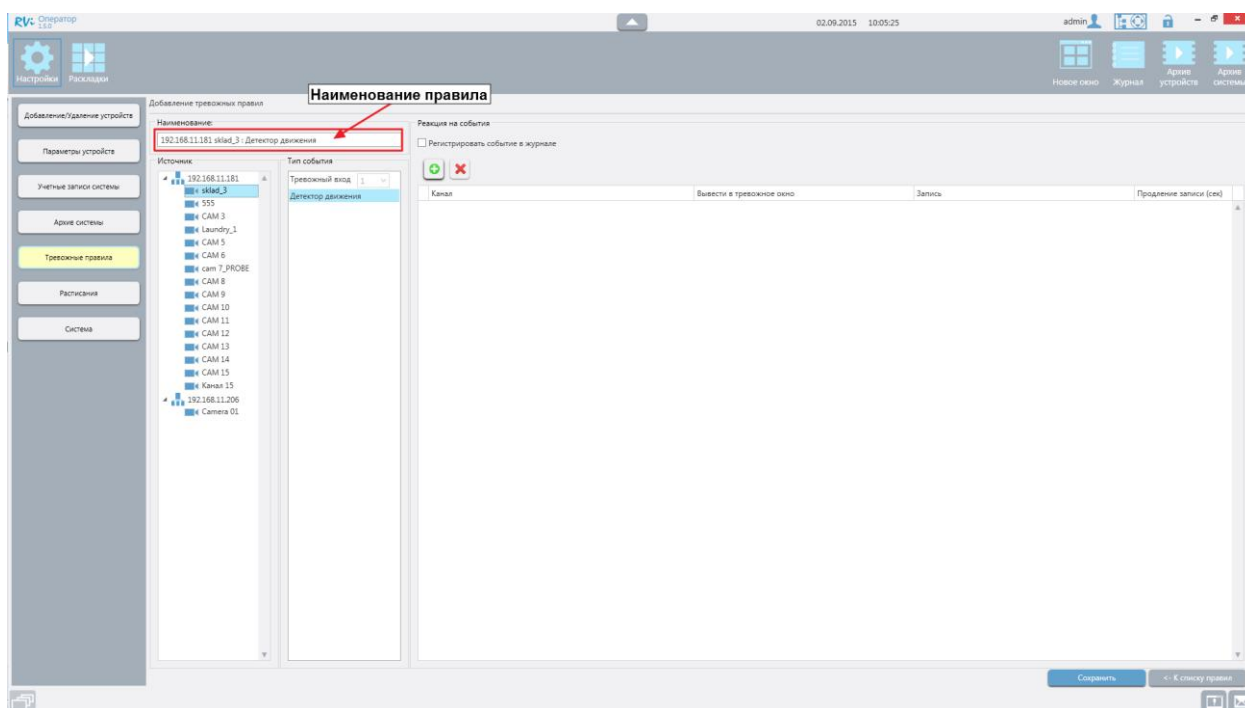 RVi Оператор
1.5.0
02.09.2015 10:05:25
admin
Настройки
Раскладки
Новое окно
Журнал
Архив устройств
Архив системы
Добавление/Удаление устройств
Параметры устройств
Учетные записи системы
Архив системы
Тревожные правила
Расписания
Система
Добавление тревожных правил
Наименование правила
Наименование:
192.168.11.181 sklad_3 : Детектор движения
Источник
192.168.11.181
sklad_3
555
CAM 3
Laundry_1
CAM 5
CAM 6
cam 7_PROBE
CAM 8
CAM 9
CAM 10
CAM 11
CAM 12
CAM 13
CAM 14
CAM 15
Канал 15
192.168.11.206
Camera 01
Тип события
Тревожный вход 1
Детектор движения
Реакция на события
Регистрировать событие в журнале
Канал Вывести в тревожное окно Запись Продление записи (сек)
Сохранить
<- К списку правил